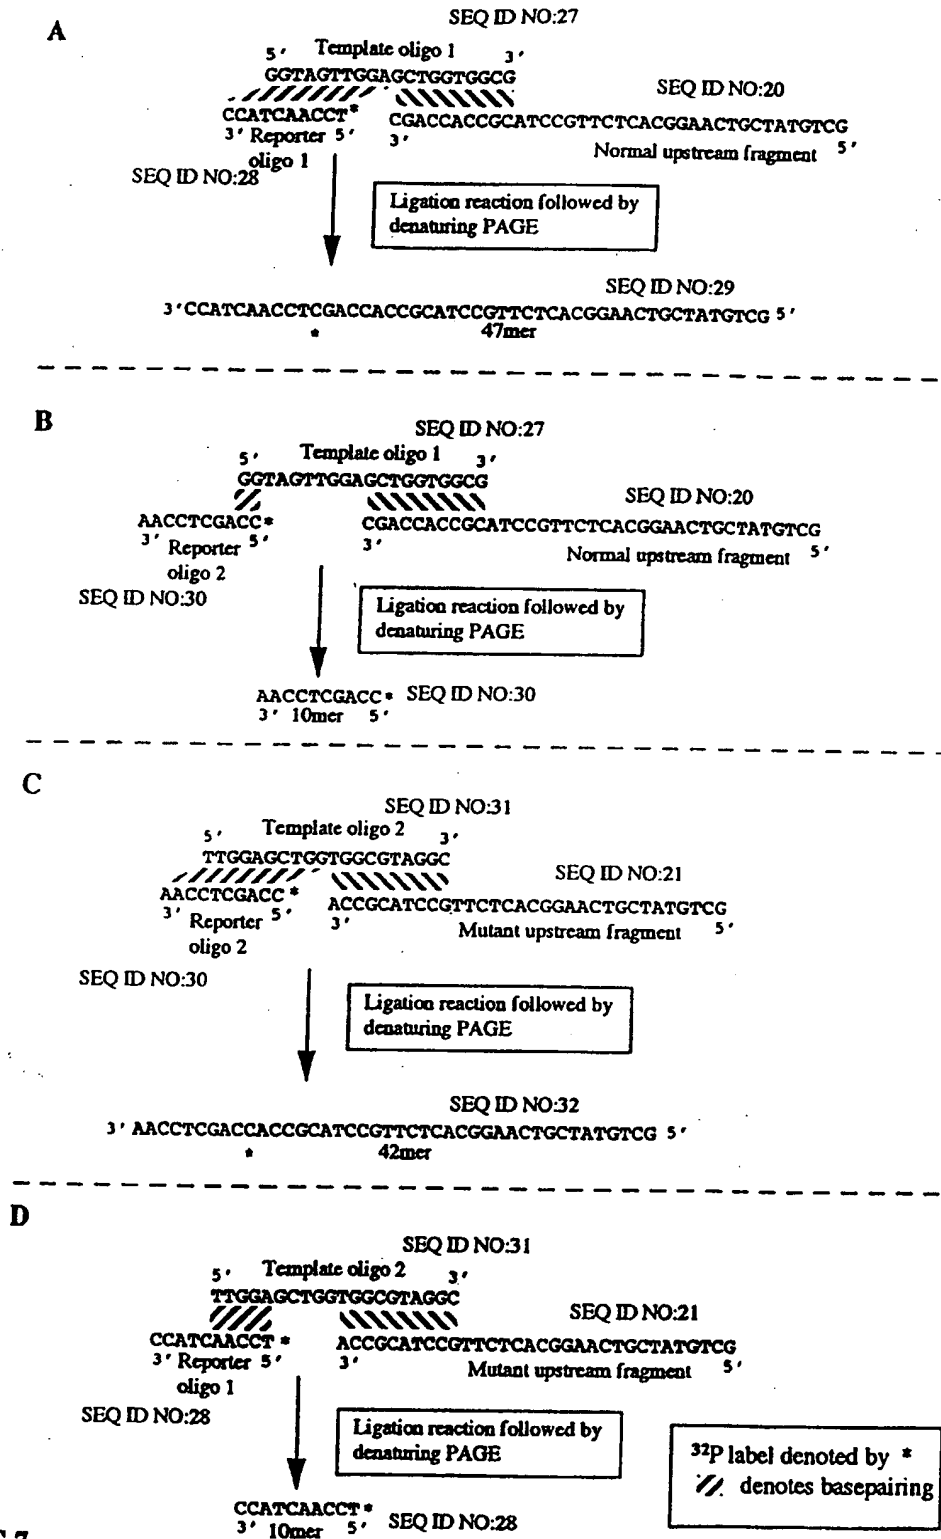 A
SEQ ID NO:27
5' Template oligo 1 3'
GGTAGTTGGAGCTGGTGGCG
SEQ ID NO:20
CCATCAACCT* CGACCACCGCATCCGTTCTCACGGAACTGCTATGTCG
3' Reporter 5' 3' Normal upstream fragment 5'
oligo 1
SEQ ID NO:28
Ligation reaction followed by
denaturing PAGE
SEQ ID NO:29
3'CCATCAACCTCGACCACCGCATCCGTTCTCACGGAACTGCTATGTCG 5'
* 47mer
B
SEQ ID NO:27
5' Template oligo 1 3'
GGTAGTTGGAGCTGGTGGCG
SEQ ID NO:20
AACCTCGACC* CGACCACCGCATCCGTTCTCACGGAACTGCTATGTCG
3' Reporter 5' 3' Normal upstream fragment 5'
oligo 2
SEQ ID NO:30
Ligation reaction followed by
denaturing PAGE
AACCTCGACC* SEQ ID NO:30
3' 10mer 5'
C
SEQ ID NO:31
5' Template oligo 2 3'
TTGGAGCTGGTGGCGTAGGC
SEQ ID NO:21
AACCTCGACC * ACCGCATCCGTTCTCACGGAACTGCTATGTCG
3' Reporter 5' 3' Mutant upstream fragment 5'
oligo 2
SEQ ID NO:30
Ligation reaction followed by
denaturing PAGE
SEQ ID NO:32
3' AACCTCGACCACCGCATCCGTTCTCACGGAACTGCTATGTCG 5'
* 42mer
D
SEQ ID NO:31
5' Template oligo 2 3'
TTGGAGCTGGTGGCGTAGGC
SEQ ID NO:21
CCATCAACCT * ACCGCATCCGTTCTCACGGAACTGCTATGTCG
3' Reporter 5' 3' Mutant upstream fragment 5'
oligo 1
SEQ ID NO:28
Ligation reaction followed by
denaturing PAGE
32P label denoted by *
denotes basepairing
CCATCAACCT*
3' 10mer 5' SEQ ID NO:28